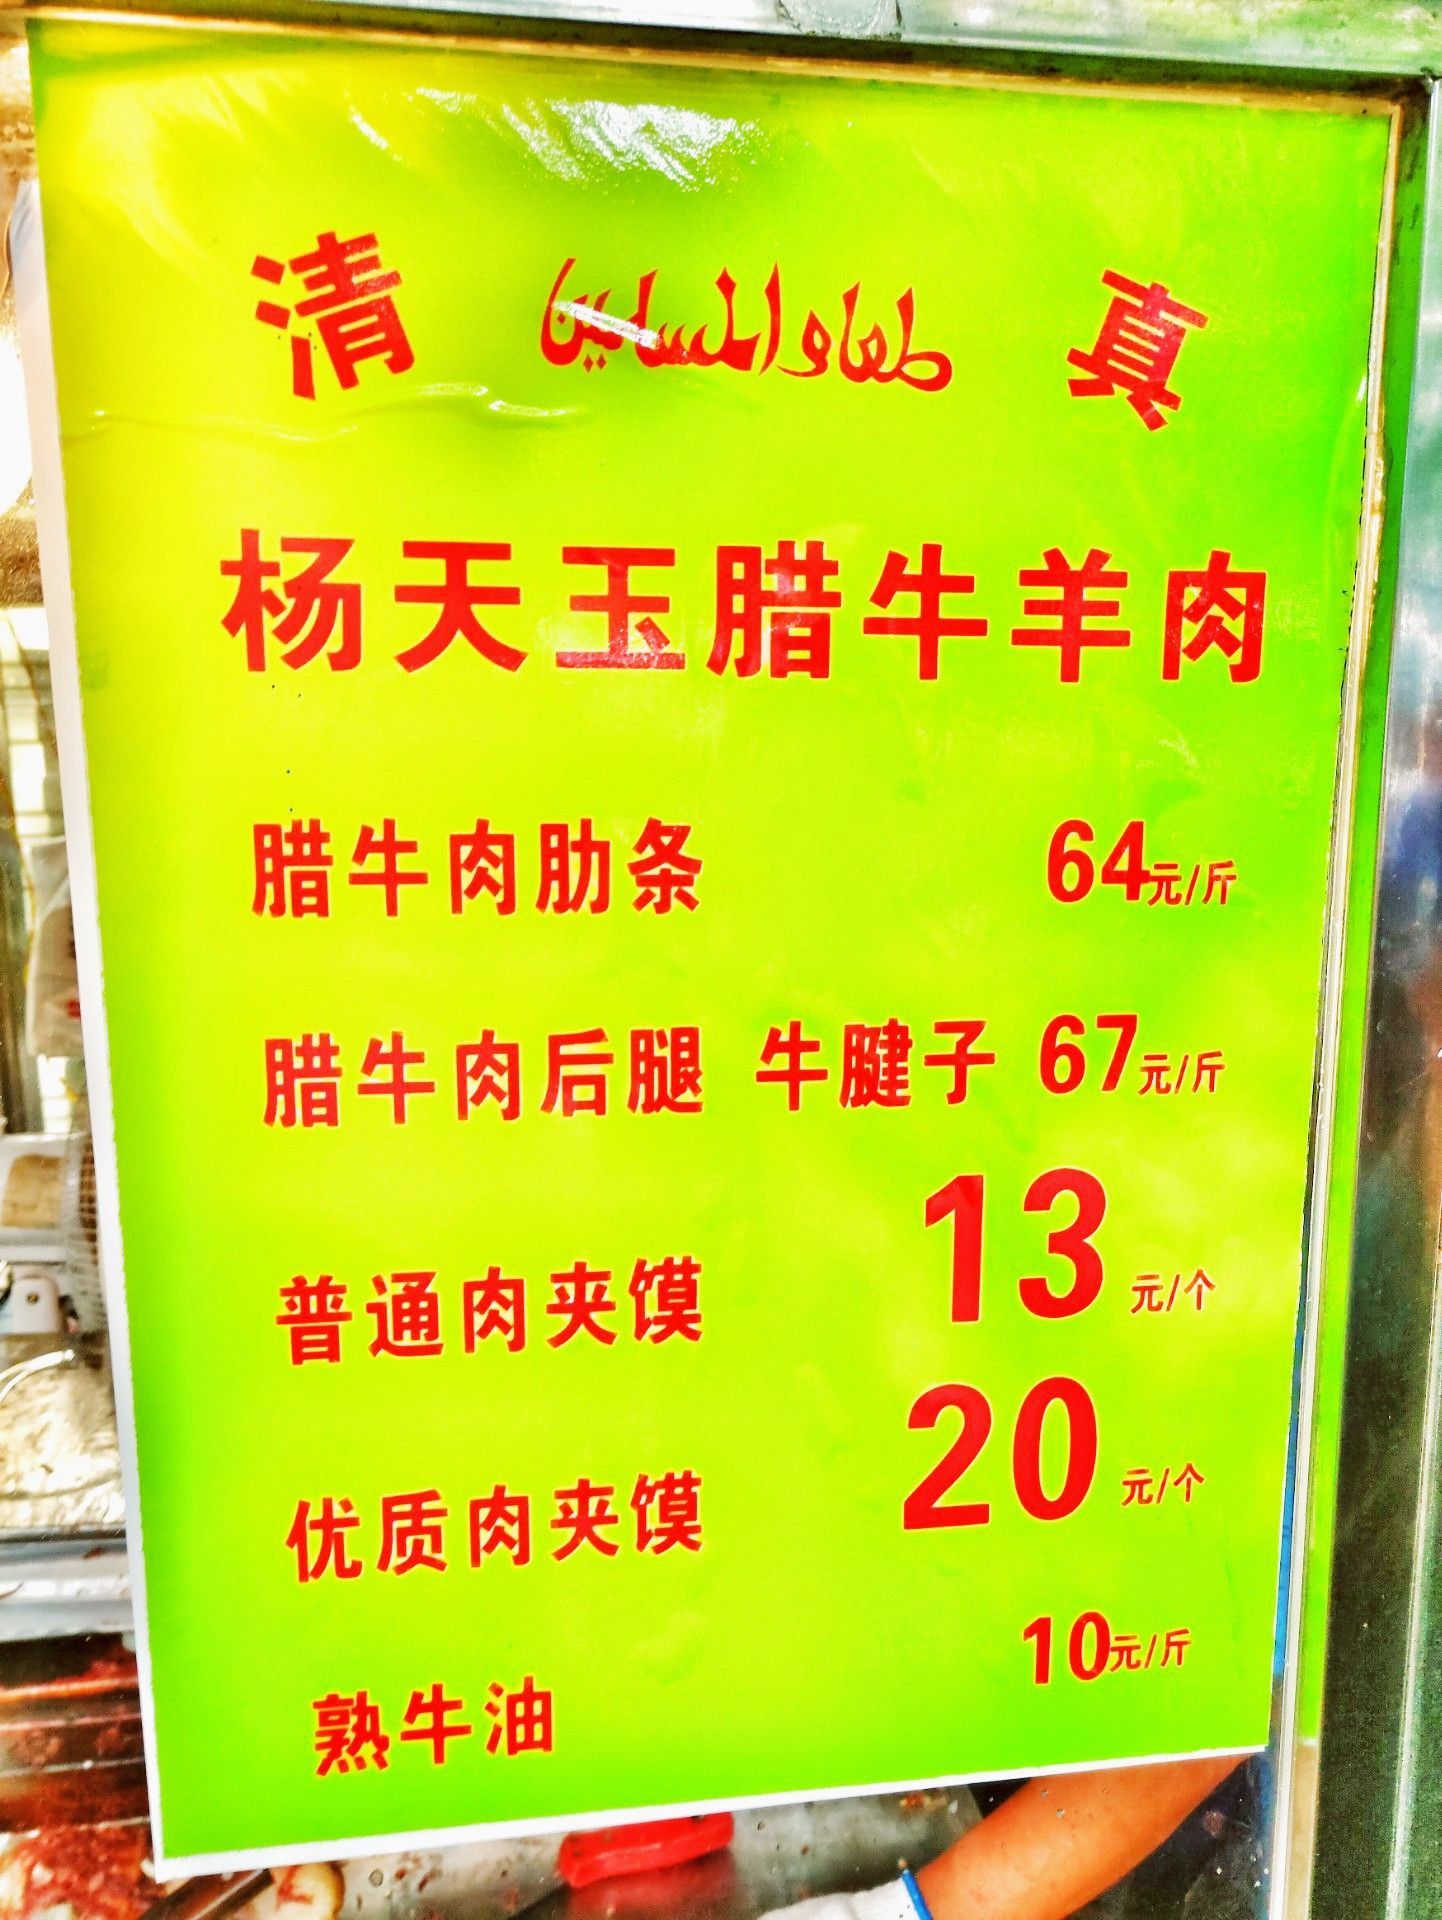 清 طعام المسلمين 真
杨天玉腊牛羊肉
腊牛肉肋条 64元/斤
腊牛肉后腿 牛腱子 67元/斤
普通肉夹馍 13元/个
优质肉夹馍 20元/个
熟牛油 10元/斤